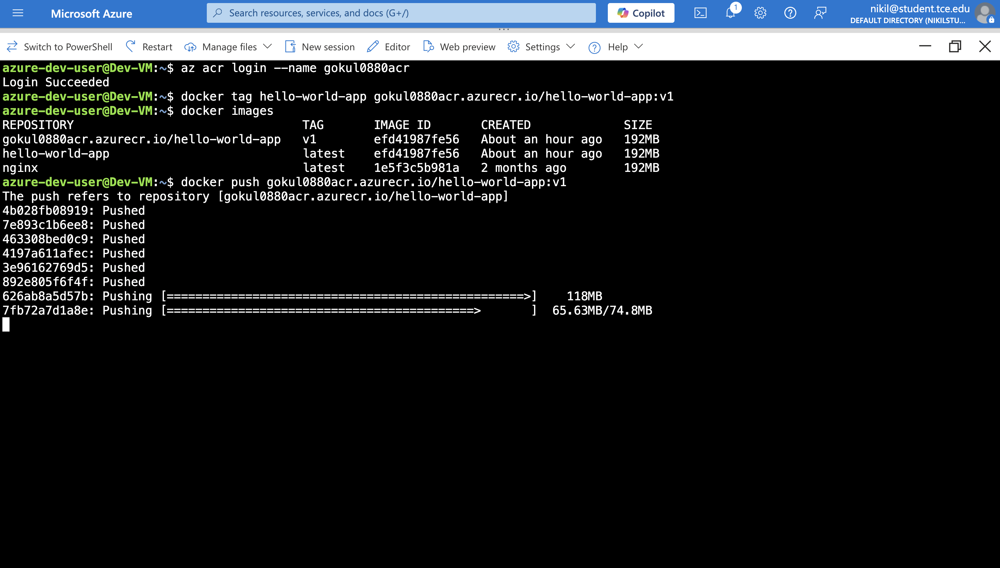 Microsoft Azure
Search resources, services, and docs (G+/)
Copilot
1
nikil@student.tce.edu
DEFAULT DIRECTORY (NIKILSTU...
Switch to PowerShell Restart Manage files New session Editor Web preview Settings Help
azure-dev-user@Dev-VM:~$ az acr login --name gokul0880acr
Login Succeeded
azure-dev-user@Dev-VM:~$ docker tag hello-world-app gokul0880acr.azurecr.io/hello-world-app:v1
azure-dev-user@Dev-VM:~$ docker images
REPOSITORY TAG IMAGE ID CREATED SIZE
gokul0880acr.azurecr.io/hello-world-app v1 efd41987fe56 About an hour ago 192MB
hello-world-app latest efd41987fe56 About an hour ago 192MB
nginx latest 1e5f3c5b981a 2 months ago 192MB
azure-dev-user@Dev-VM:~$ docker push gokul0880acr.azurecr.io/hello-world-app:v1
The push refers to repository [gokul0880acr.azurecr.io/hello-world-app]
4b028fb08919: Pushed
7e893c1b6ee8: Pushed
463308bed0c9: Pushed
4197a611afec: Pushed
3e96162769d5: Pushed
892e805f6f4f: Pushed
626ab8a5d57b: Pushing [==================================================>] 118MB
7fb72a7d1a8e: Pushing [===========================================> ] 65.63MB/74.8MB